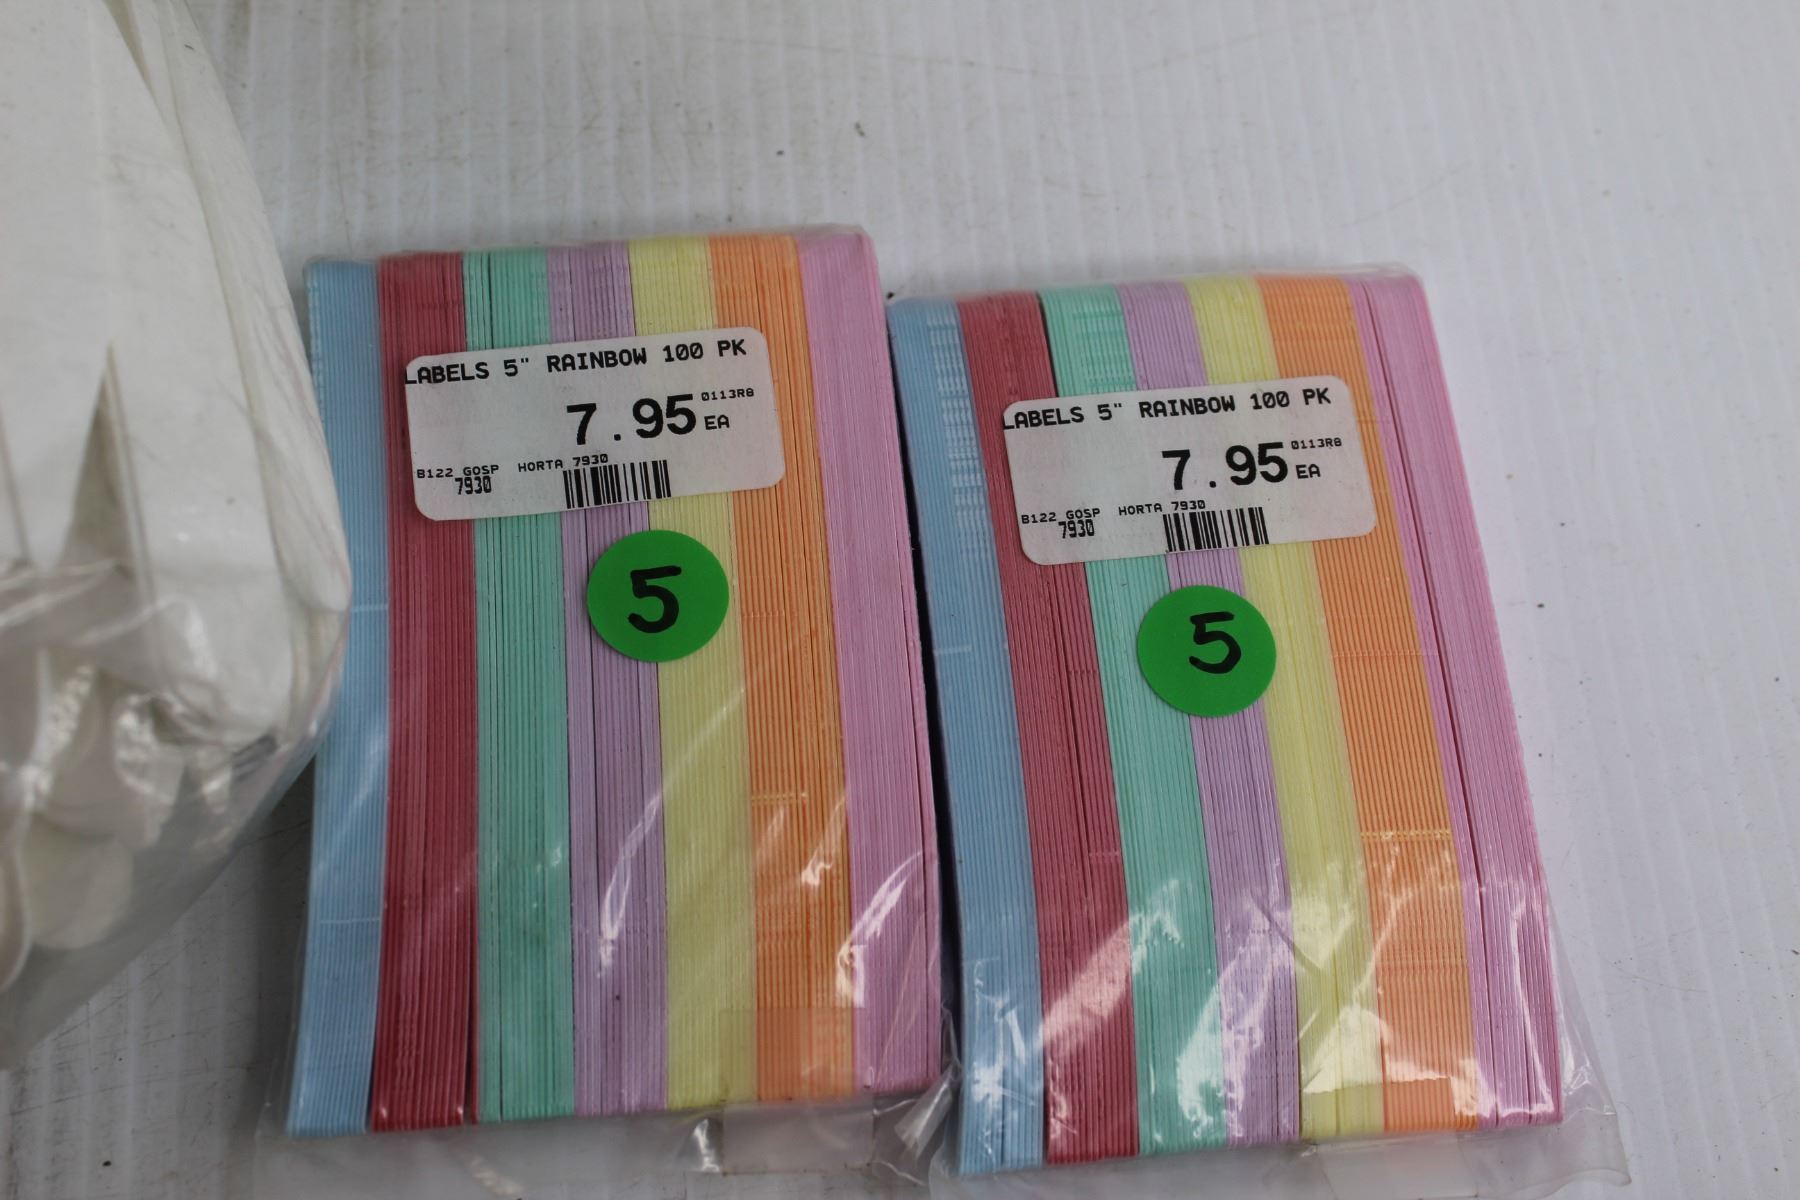 LABELS 5" RAINBOW 100 PK
7.95 0113R8
EA
B122 GOSP HORTA 7930
7930
5
LABELS 5" RAINBOW 100 PK
7.95 0113R8
EA
B122 GOSP HORTA 7930
7930
5